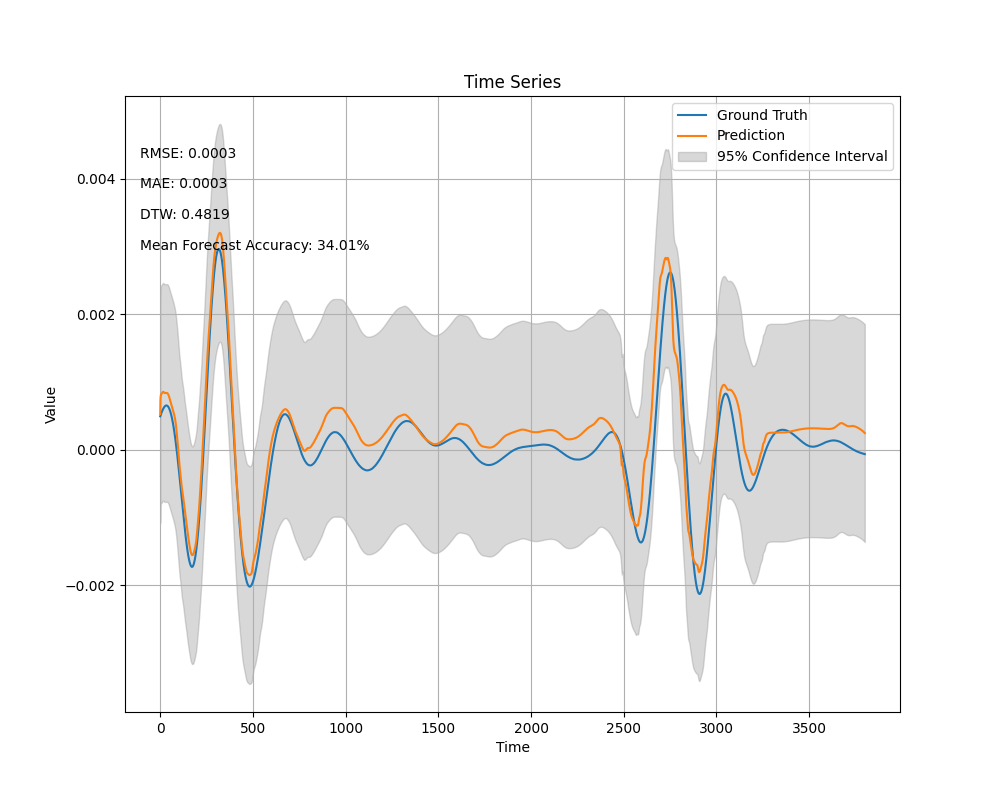 Time Series
Ground Truth
Prediction
95% Confidence Interval
RMSE: 0.0003
MAE: 0.0003
DTW: 0.4819
Mean Forecast Accuracy: 34.01%
Value
0.004
0.002
0.000
−0.002
0 500 1000 1500 2000 2500 3000 3500
Time